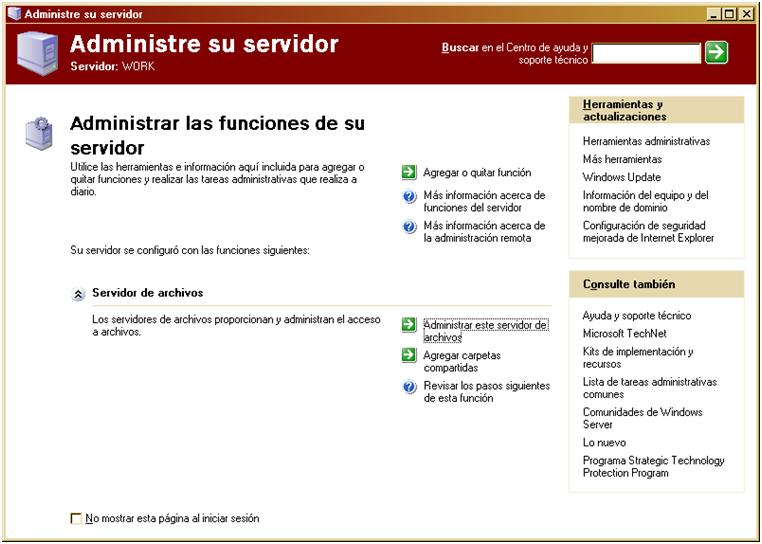 Administre su servidor
Administre su servidor
Servidor: WORK
Buscar en el Centro de ayuda y
soporte técnico
Administrar las funciones de su
servidor
Utilice las herramientas e información aquí incluida para agregar o
quitar funciones y realizar las tareas administrativas que realiza a
diario.
Agregar o quitar función
Más información acerca de
funciones del servidor
Más información acerca de
la administración remota
Su servidor se configuró con las funciones siguientes:
Servidor de archivos
Los servidores de archivos proporcionan y administran el acceso
a archivos.
Administrar este servidor de
archivos
Agregar carpetas
compartidas
Revisar los pasos siguientes
de esta función
Herramientas y
actualizaciones
Herramientas administrativas
Más herramientas
Windows Update
Información del equipo y del
nombre de dominio
Configuración de seguridad
mejorada de Internet Explorer
Consulte también
Ayuda y soporte técnico
Microsoft TechNet
Kits de implementación y
recursos
Lista de tareas administrativas
comunes
Comunidades de Windows
Server
Lo nuevo
Programa Strategic Technology
Protection Program
No mostrar esta página al iniciar sesión